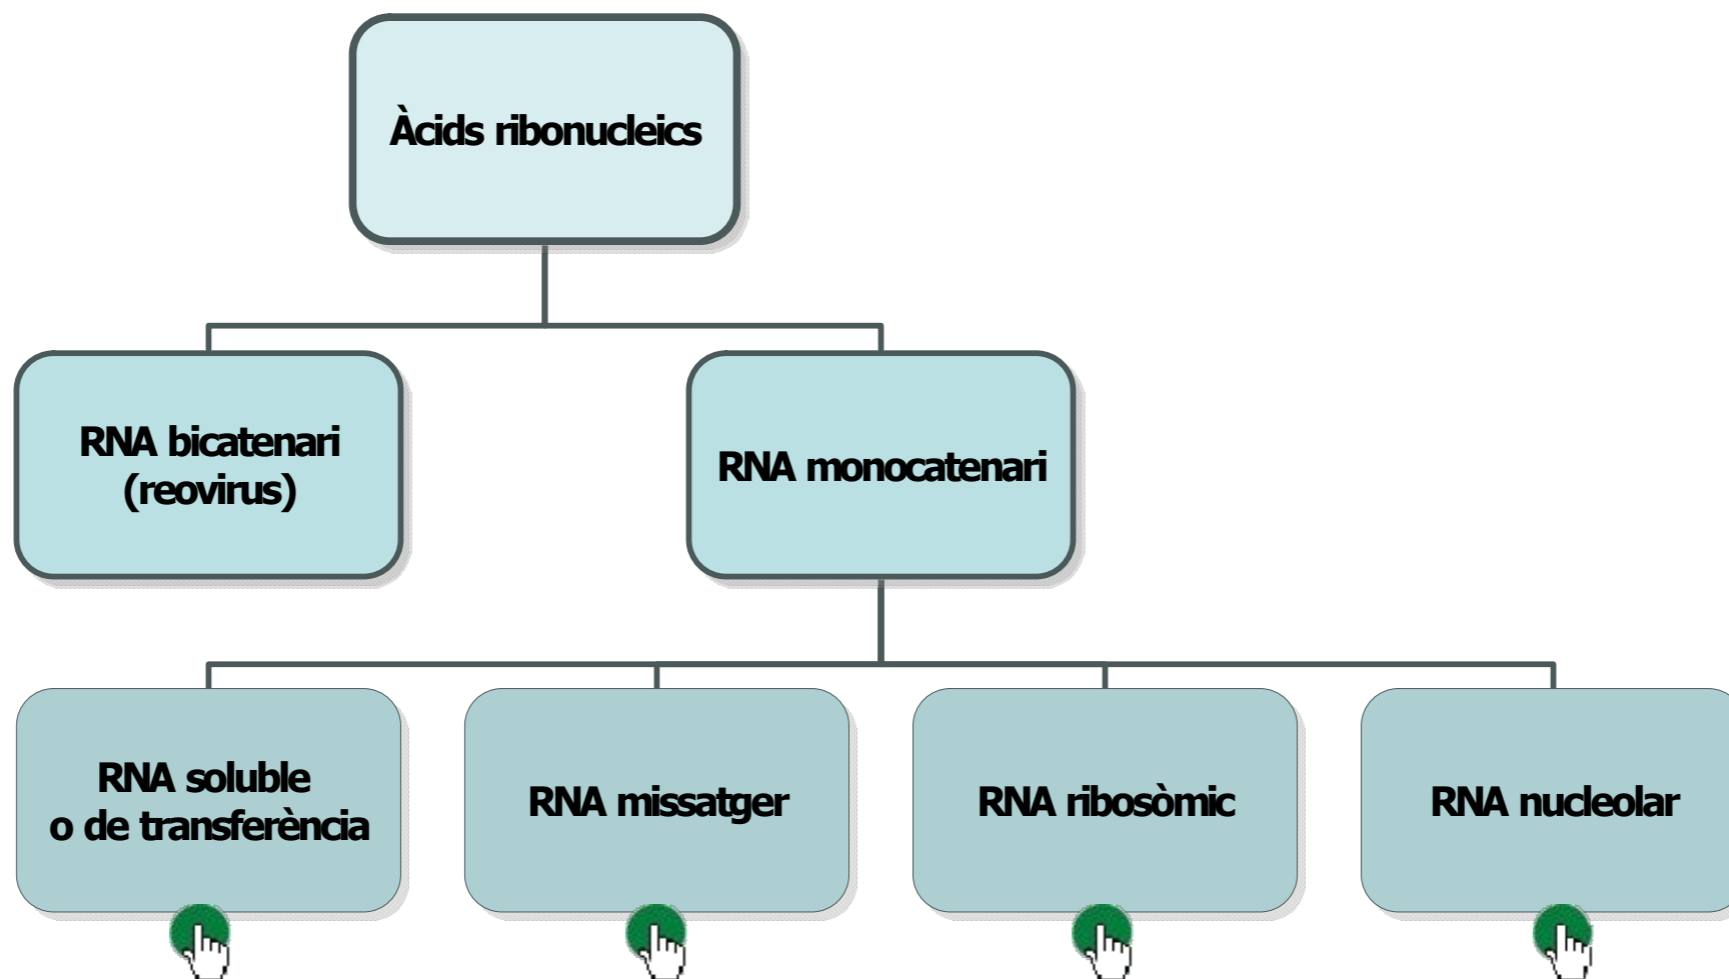 Àcids ribonucleics
RNA bicatenari
(reovirus)
RNA monocatenari
RNA soluble
o de transferència
RNA missatger
RNA ribosòmic
RNA nucleolar